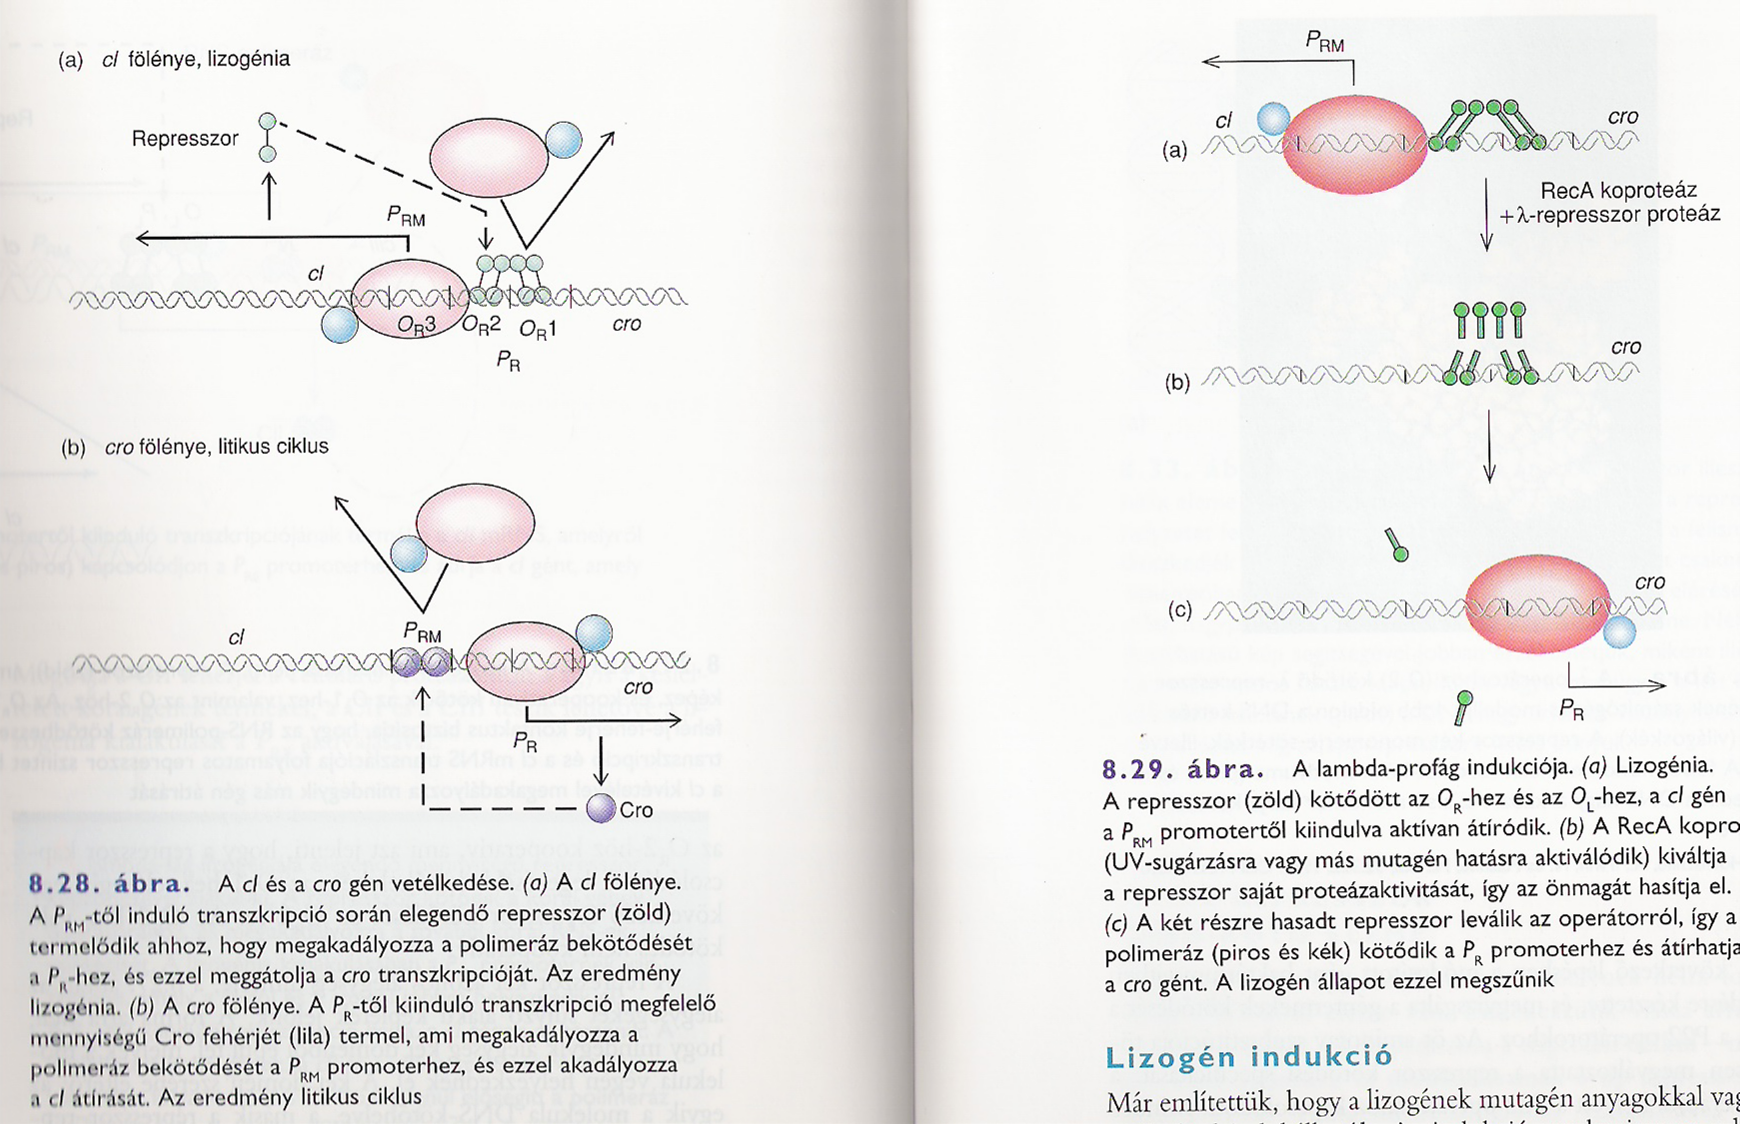 (a) cI fölénye, lizogénia
Represszor
PRM
cI
OR3 OR2 OR1
cro
PR
(b) cro fölénye, litikus ciklus
cI
PRM
cro
PR
Cro
8.28. ábra. A cI és a cro gén vetélkedése. (a) A cI fölénye.
A PRM-től induló transzkripció során elegendő represszor (zöld)
termelődik ahhoz, hogy megakadályozza a polimeráz bekötődését
a PR-hez, és ezzel meggátolja a cro transzkripcióját. Az eredmény
lizogénia. (b) A cro fölénye. A PR-től kiinduló transzkripció megfelelő
mennyiségű Cro fehérjét (lila) termel, ami megakadályozza a
polimeráz bekötődését a PRM promoterhez, és ezzel akadályozza
a cI átírását. Az eredmény litikus ciklus
PRM
cI
cro
(a)
RecA koproteáz
+λ-represszor proteáz
cro
(b)
cro
(c)
PR
8.29. ábra. A lambda-profág indukciója. (a) Lizogénia.
A represszor (zöld) kötődött az OR-hez és az OL-hez, a cI gén
a PRM promotertől kiindulva aktívan átíródik. (b) A RecA kopro
(UV-sugárzásra vagy más mutagén hatásra aktiválódik) kiváltja
a represszor saját proteázaktivitását, így az önmagát hasítja el.
(c) A két részre hasadt represszor leválik az operátorról, így a
polimeráz (piros és kék) kötődik a PR promoterhez és átírhatja
a cro gént. A lizogén állapot ezzel megszűnik
Lizogén indukció
Már említettük, hogy a lizogének mutagén anyagokkal vag